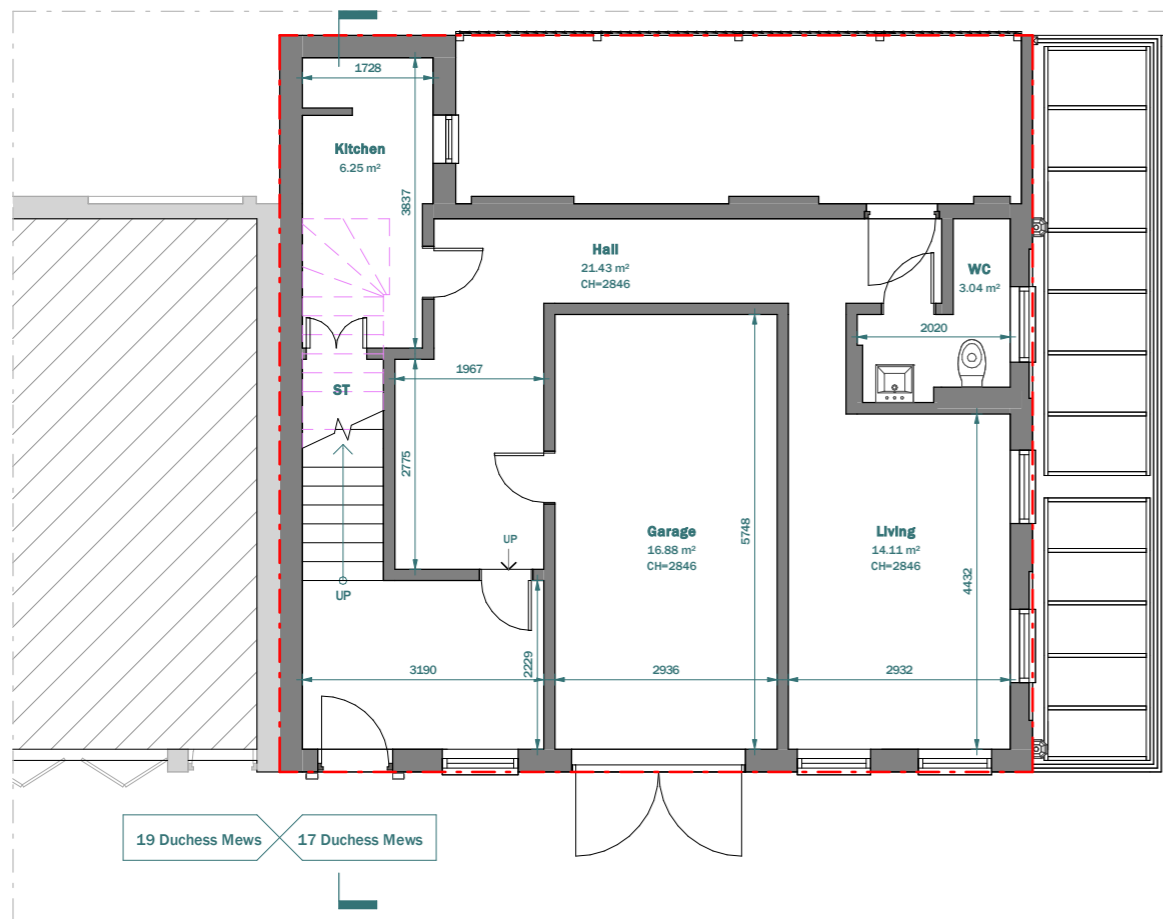 1728
Kitchen
6.25 m²
3837
Hall
21.43 m²
CH=2846
WC
3.04 m²
2020
1967
ST
2775
UP
UP
Garage
16.88 m²
CH=2846
5748
Living
14.11 m²
CH=2846
4432
3190
2229
2936
2932
19 Duchess Mews
17 Duchess Mews